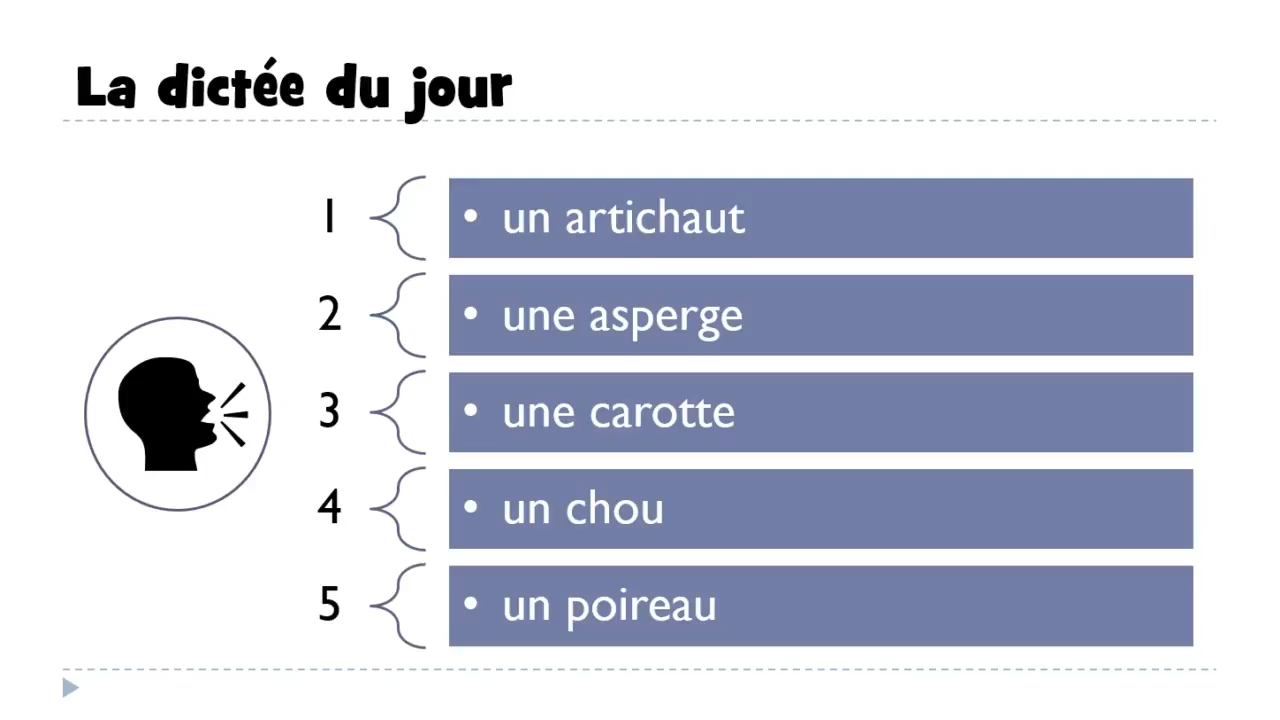 La dictée du jour
1
• un artichaut
2
• une asperge
3
• une carotte
4
• un chou
5
• un poireau